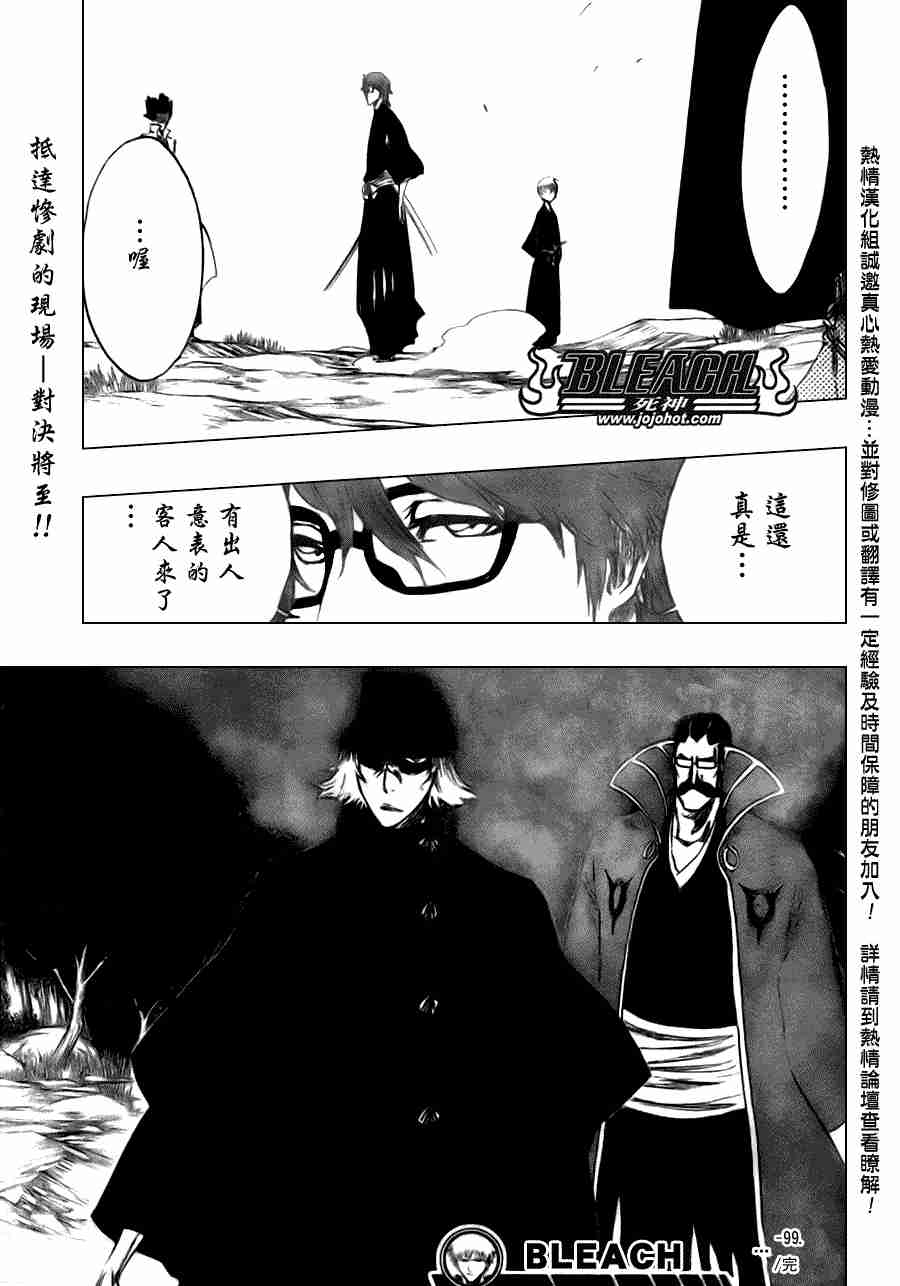 ………
…喔
BLEACH
死神
www.jojohot.com
抵達慘劇的現場—對決將至!!
這還
真是…
有出人
意表的
客人來了
…
熱情漢化組誠邀真心熱愛動漫…並對修圖或翻譯有一定經驗及時間保障的朋友加入! 詳情請到熱情論壇查看瞭解!
BLEACH
-99.
…
/完